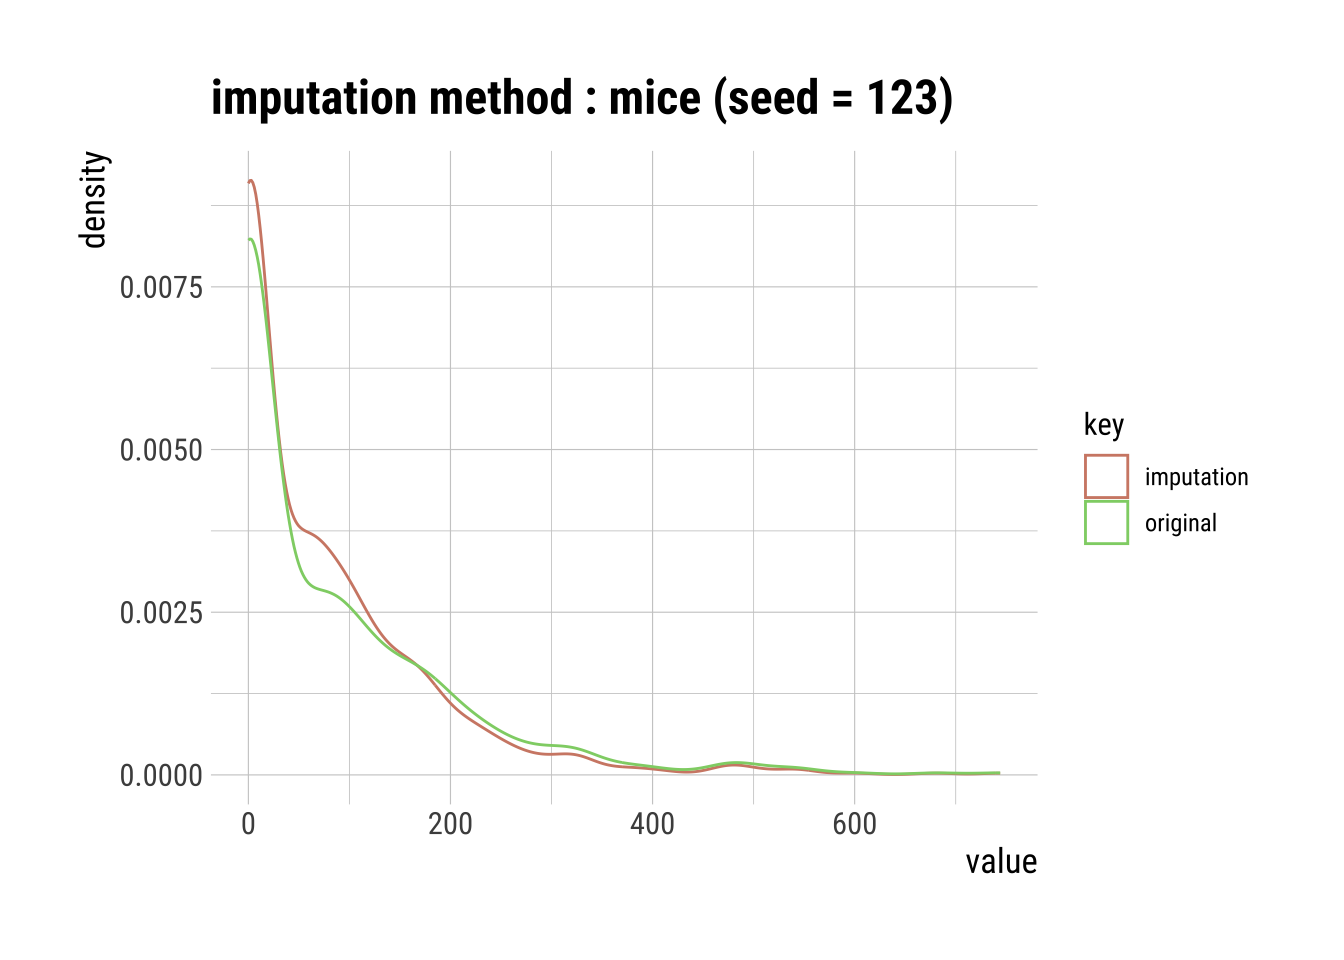 imputation method : mice (seed = 123)
density
0.0075
0.0050
0.0025
0.0000
0 200 400 600
value
key
imputation
original